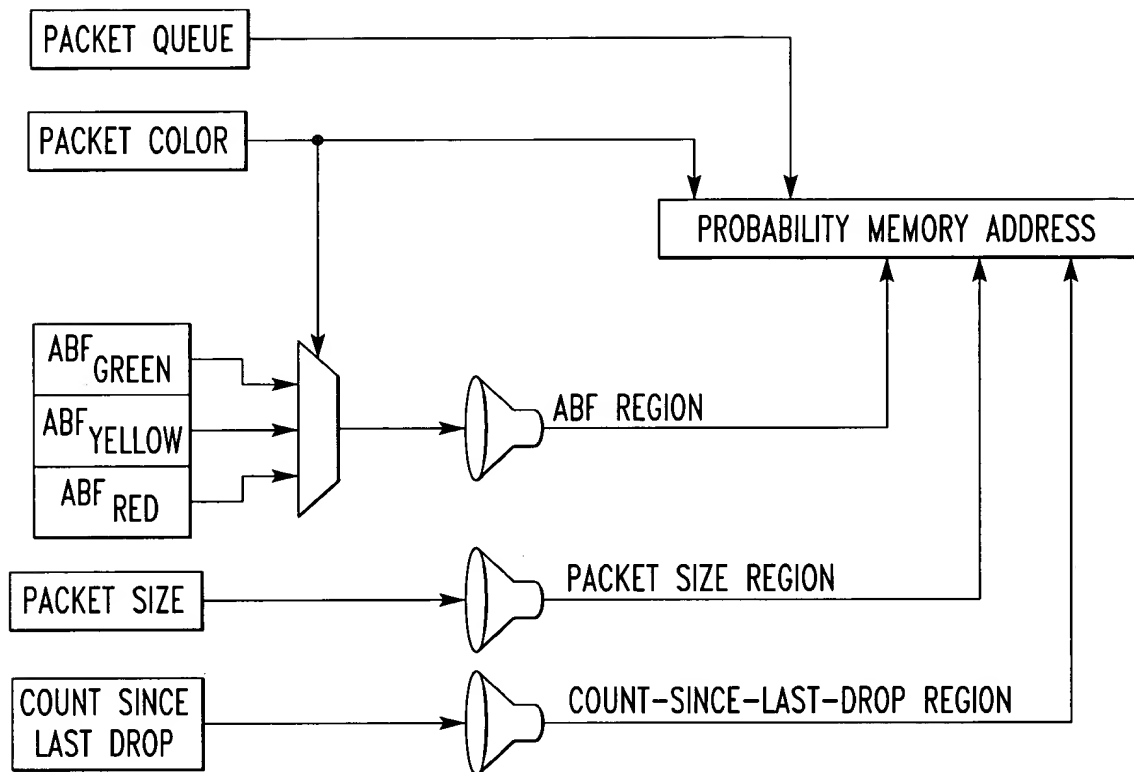 PACKET QUEUE
PACKET COLOR
PROBABILITY MEMORY ADDRESS
ABF GREEN
ABF YELLOW
ABF RED
ABF REGION
PACKET SIZE
PACKET SIZE REGION
COUNT SINCE
LAST DROP
COUNT-SINCE-LAST-DROP REGION